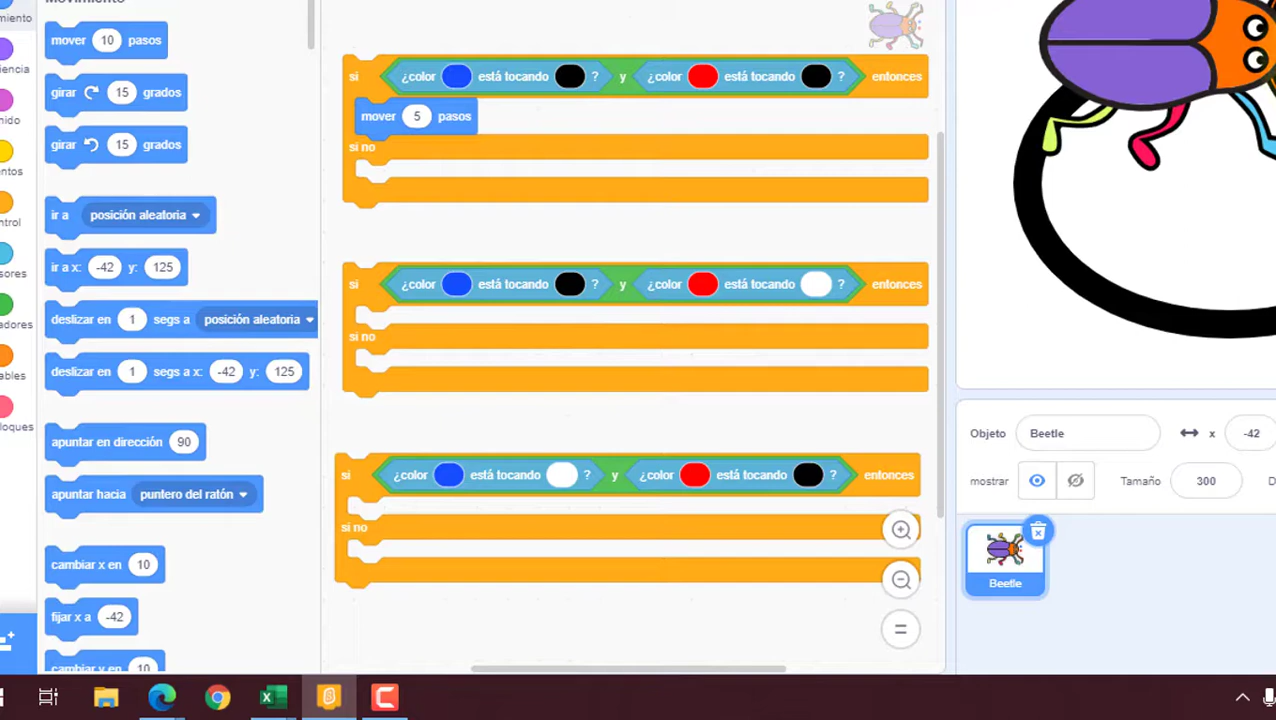 Movimiento
miento
mover 10 pasos
iencia
girar 15 grados
nido
girar 15 grados
ntos
ir a posición aleatoria
ntrol
ir a x: -42 y: 125
sores
deslizar en 1 segs a posición aleatoria
adores
deslizar en 1 segs a x: -42 y: 125
ables
apuntar en dirección 90
loques
apuntar hacia puntero del ratón
cambiar x en 10
fijar x a -42
cambiar y en 10
si ¿color está tocando ? y ¿color está tocando ? entonces
mover 5 pasos
si no
si ¿color está tocando ? y ¿color está tocando ? entonces
si no
si ¿color está tocando ? y ¿color está tocando ? entonces
si no
Objeto Beetle x -42
mostrar Tamaño 300 D
Beetle